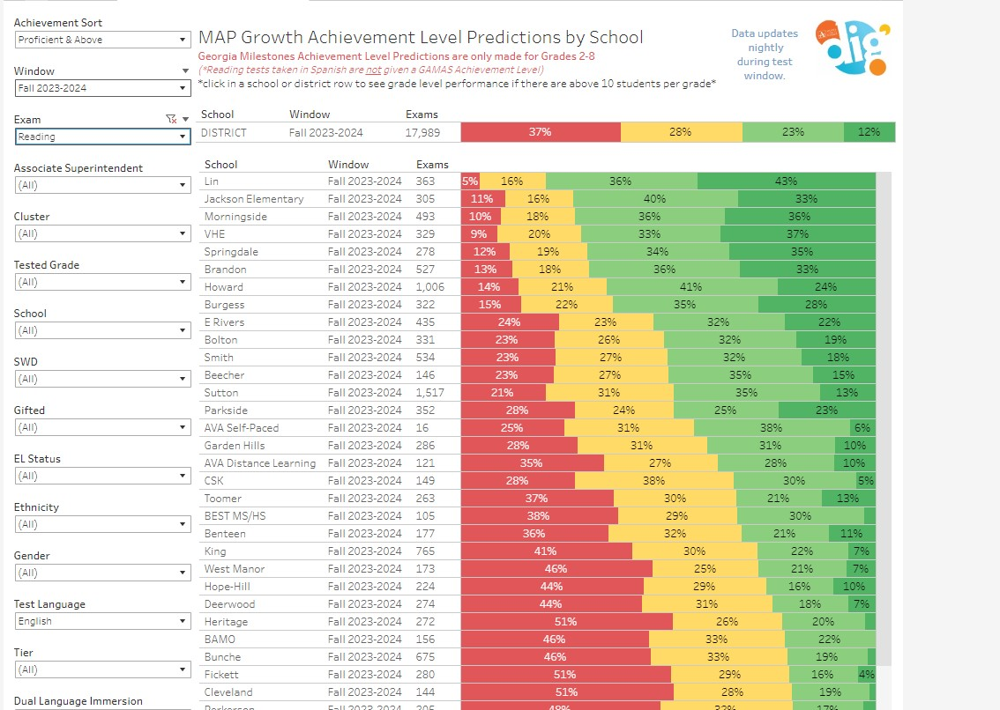 Achievement Sort
Proficient & Above
Window
Fall 2023-2024
Exam
Reading
Associate Superintendent
(All)
Cluster
(All)
Tested Grade
(All)
School
(All)
SWD
(All)
Gifted
(All)
EL Status
(All)
Ethnicity
(All)
Gender
(All)
Test Language
English
Tier
(All)
Dual Language Immersion
MAP Growth Achievement Level Predictions by School
Georgia Milestones Achievement Level Predictions are only made for Grades 2-8
(*Reading tests taken in Spanish are not given a GAMAS Achievement Level)
*click in a school or district row to see grade level performance if there are above 10 students per grade*
Data updates
nightly
during test
window.
dig
School Window Exams
DISTRICT Fall 2023-2024 17,989 37% 28% 23% 12%
School Window Exams
Lin Fall 2023-2024 363 5% 16% 36% 43%
Jackson Elementary Fall 2023-2024 305 11% 16% 40% 33%
Morningside Fall 2023-2024 493 10% 18% 36% 36%
VHE Fall 2023-2024 329 9% 20% 33% 37%
Springdale Fall 2023-2024 278 12% 19% 34% 35%
Brandon Fall 2023-2024 527 13% 18% 36% 33%
Howard Fall 2023-2024 1,006 14% 21% 41% 24%
Burgess Fall 2023-2024 322 15% 22% 35% 28%
E Rivers Fall 2023-2024 435 24% 23% 32% 22%
Bolton Fall 2023-2024 331 23% 26% 32% 19%
Smith Fall 2023-2024 534 23% 27% 32% 18%
Beecher Fall 2023-2024 146 23% 27% 35% 15%
Sutton Fall 2023-2024 1,517 21% 31% 35% 13%
Parkside Fall 2023-2024 352 28% 24% 25% 23%
AVA Self-Paced Fall 2023-2024 16 25% 31% 38% 6%
Garden Hills Fall 2023-2024 286 28% 31% 31% 10%
AVA Distance Learning Fall 2023-2024 121 35% 27% 28% 10%
CSK Fall 2023-2024 149 28% 38% 30% 5%
Toomer Fall 2023-2024 263 37% 30% 21% 13%
BEST MS/HS Fall 2023-2024 105 38% 29% 30%
Benteen Fall 2023-2024 177 36% 32% 21% 11%
King Fall 2023-2024 765 41% 30% 22% 7%
West Manor Fall 2023-2024 173 46% 25% 21% 7%
Hope-Hill Fall 2023-2024 224 44% 29% 16% 10%
Deerwood Fall 2023-2024 274 44% 31% 18% 7%
Heritage Fall 2023-2024 272 51% 26% 20%
BAMO Fall 2023-2024 156 46% 33% 22%
Bunche Fall 2023-2024 675 46% 33% 19%
Fickett Fall 2023-2024 280 51% 29% 16% 4%
Cleveland Fall 2023-2024 144 51% 28% 19%